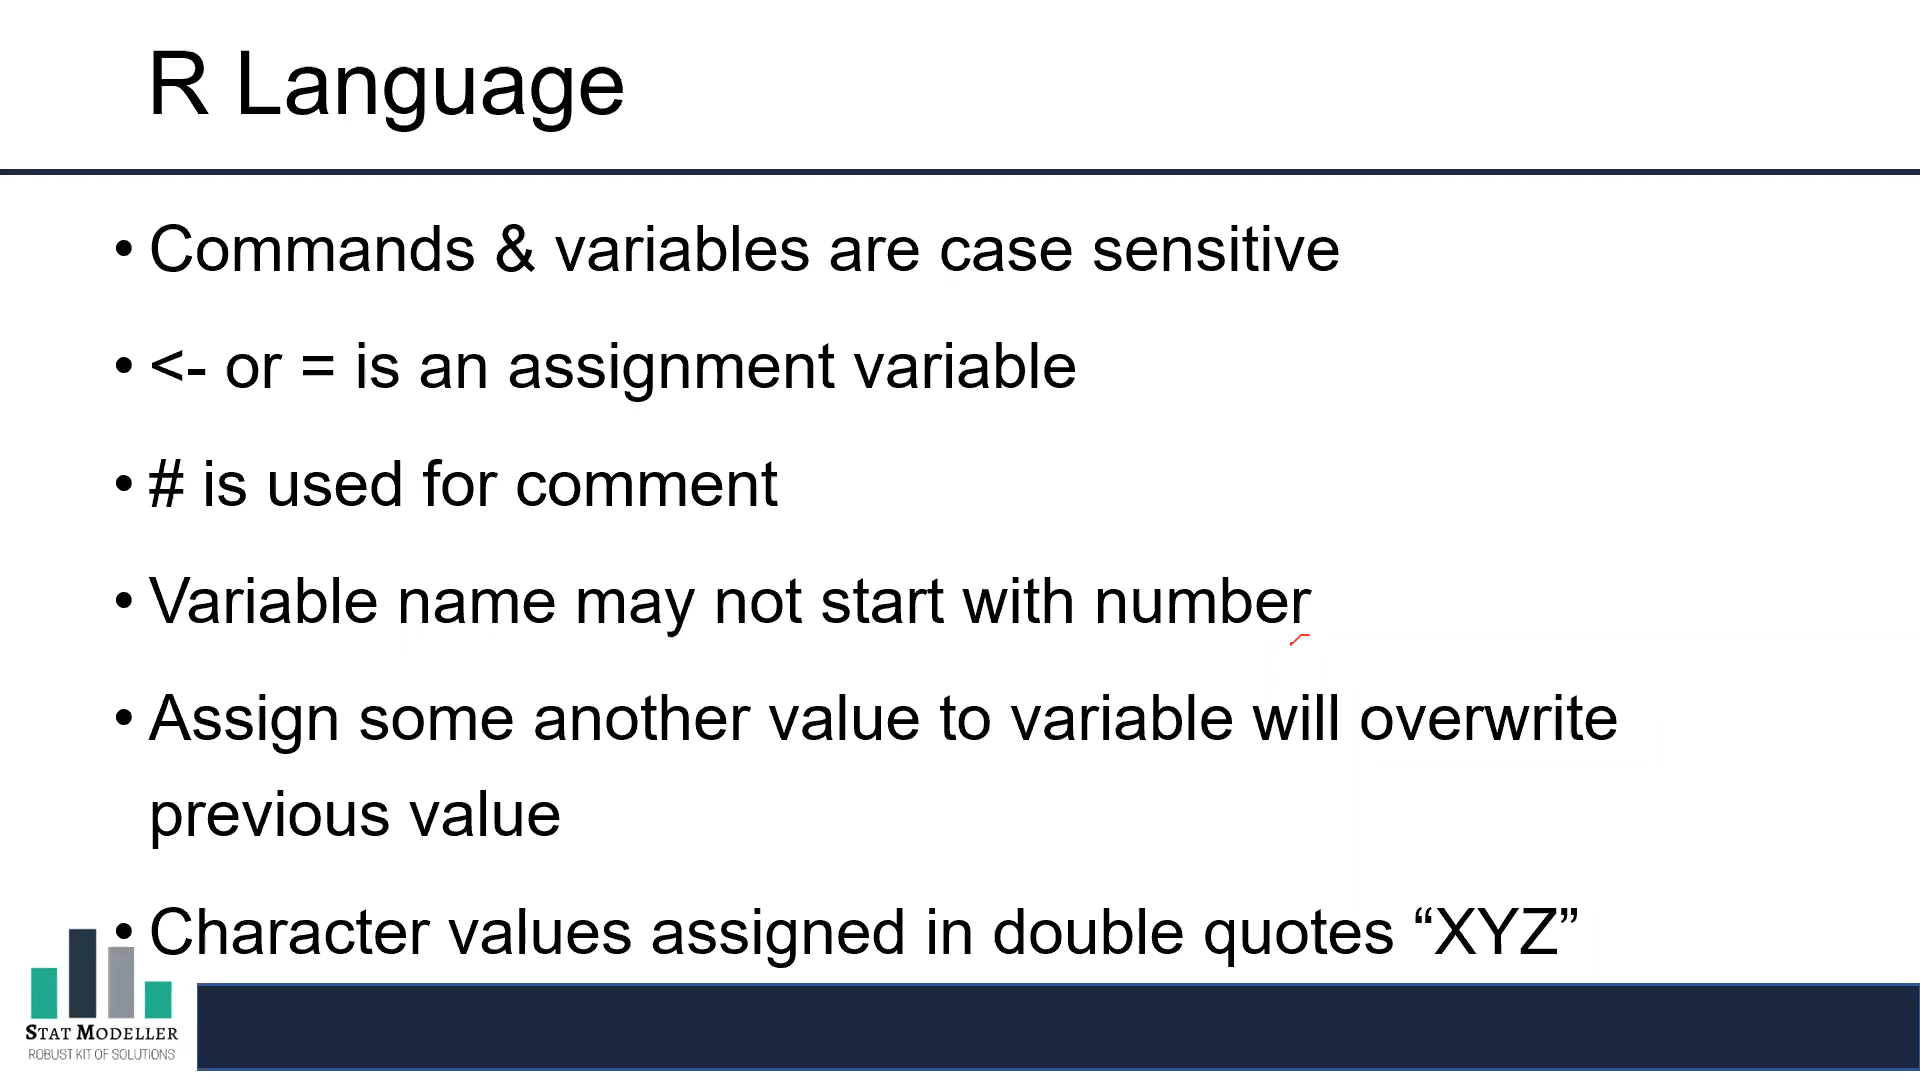 R Language
• Commands & variables are case sensitive
• <- or = is an assignment variable
• # is used for comment
• Variable name may not start with number
• Assign some another value to variable will overwrite
previous value
• Character values assigned in double quotes “XYZ”
STAT MODELLER
ROBUST KIT OF SOLUTIONS